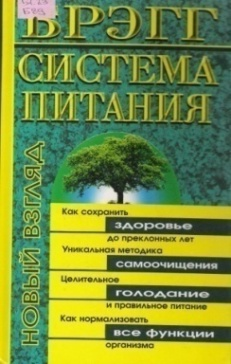 БРЭГГ
СИСТЕМА
ПИТАНИЯ
НОВЫЙ ВЗГЛЯД
Как сохранить
здоровье
до преклонных лет
Уникальная методика
самоочищения
Целительное
голодание
и правильное питание
Как нормализовать
все функции
организма